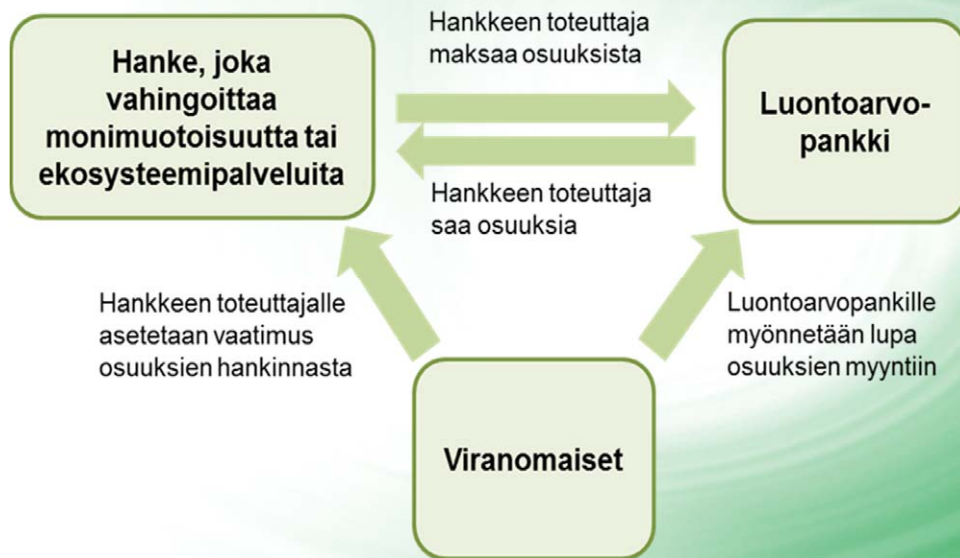 Hankkeen toteuttaja
maksaa osuuksista
Hanke, joka
vahingoittaa
monimuotoisuutta tai
ekosysteemipalveluita
Luontoarvo-
pankki
Hankkeen toteuttaja
saa osuuksia
Hankkeen toteuttajalle
asetetaan vaatimus
osuuksien hankinnasta
Luontoarvopankille
myönnetään lupa
osuuksien myyntiin
Viranomaiset